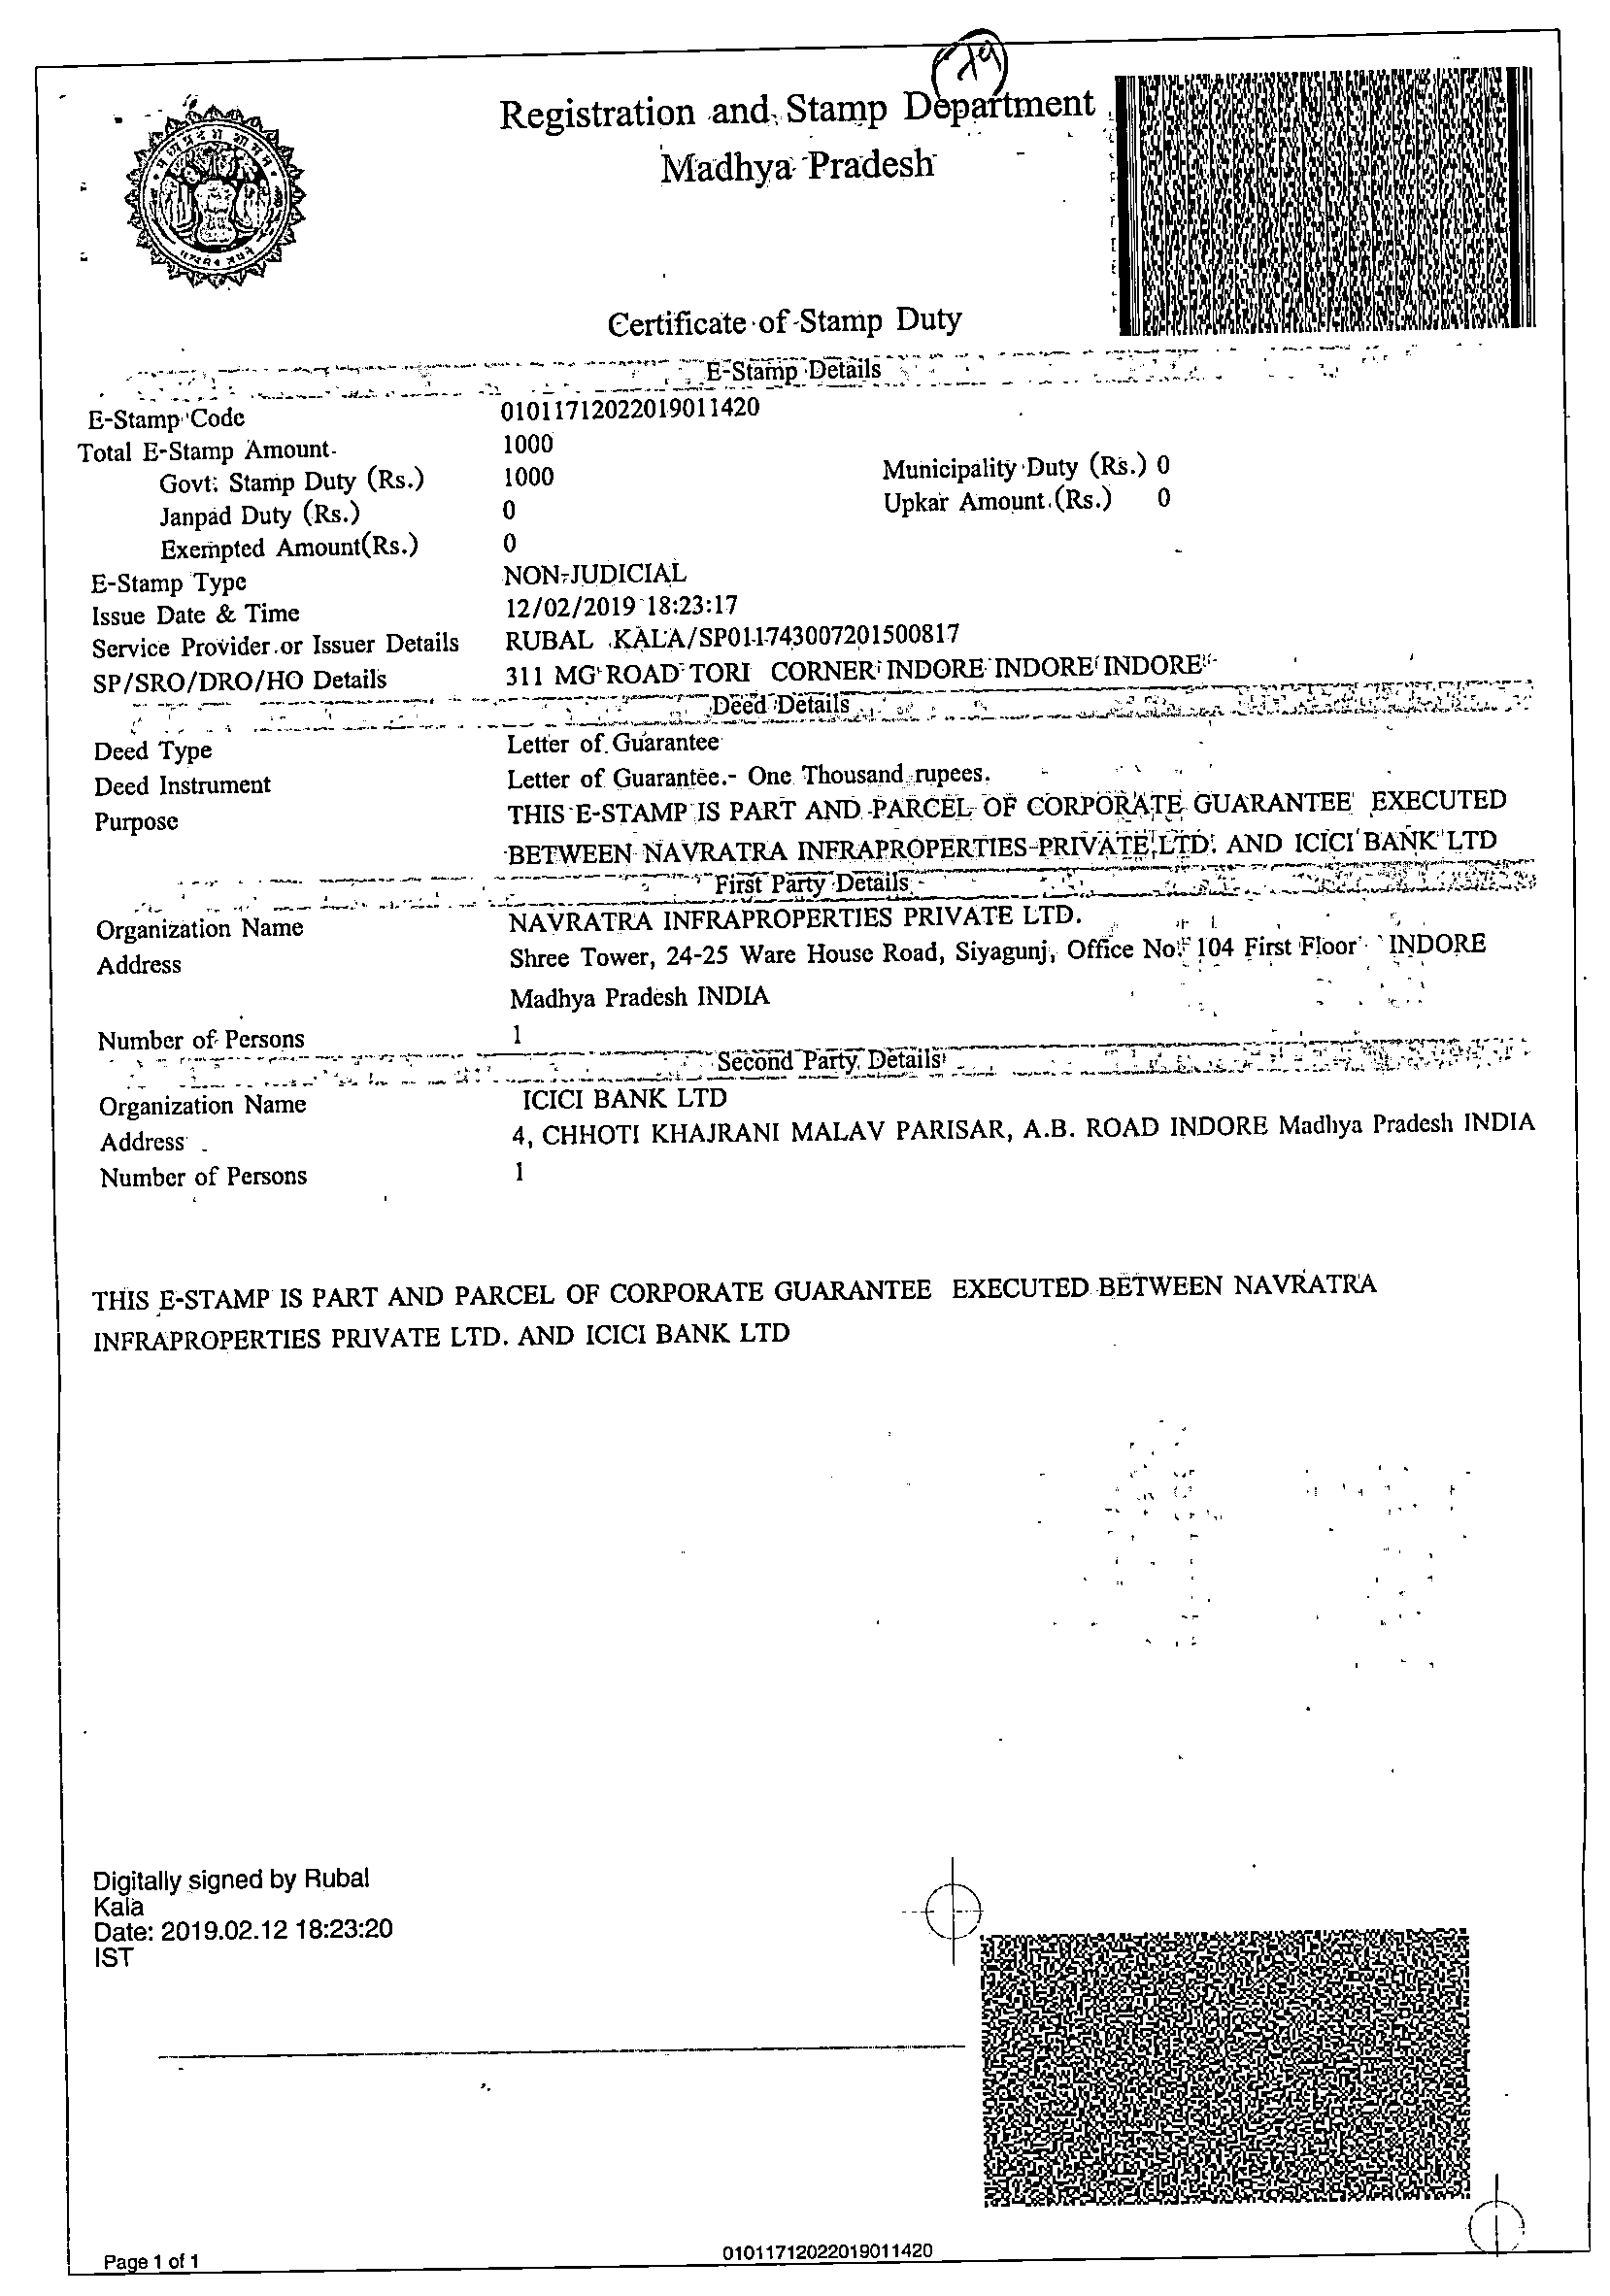 Registration and Stamp Department
Madhya Pradesh
Certificate of Stamp Duty
E-Stamp Details
E-Stamp Code 01011712022019011420
Total E-Stamp Amount 1000
Govt. Stamp Duty (Rs.) 1000 Municipality Duty (Rs.) 0
Janpad Duty (Rs.) 0 Upkar Amount (Rs.) 0
Exempted Amount(Rs.) 0
E-Stamp Type NON-JUDICIAL
Issue Date & Time 12/02/2019 18:23:17
Service Provider or Issuer Details RUBAL KALA/SP011743007201500817
SP/SRO/DRO/HO Details 311 MG ROAD TORI CORNER INDORE INDORE INDORE
Deed Details
Deed Type Letter of Guarantee
Deed Instrument Letter of Guarantee.- One Thousand rupees.
Purpose THIS E-STAMP IS PART AND PARCEL OF CORPORATE GUARANTEE EXECUTED
BETWEEN NAVRATRA INFRAPROPERTIES PRIVATE LTD. AND ICICI BANK LTD
First Party Details
Organization Name NAVRATRA INFRAPROPERTIES PRIVATE LTD.
Address Shree Tower, 24-25 Ware House Road, Siyagunj, Office No. 104 First Floor INDORE
Madhya Pradesh INDIA
Number of Persons 1
Second Party Details
Organization Name ICICI BANK LTD
Address 4, CHHOTI KHAJRANI MALAV PARISAR, A.B. ROAD INDORE Madhya Pradesh INDIA
Number of Persons 1
THIS E-STAMP IS PART AND PARCEL OF CORPORATE GUARANTEE EXECUTED BETWEEN NAVRATRA
INFRAPROPERTIES PRIVATE LTD. AND ICICI BANK LTD
Digitally signed by Rubal
Kala
Date: 2019.02.12 18:23:20
IST
Page 1 of 1 01011712022019011420